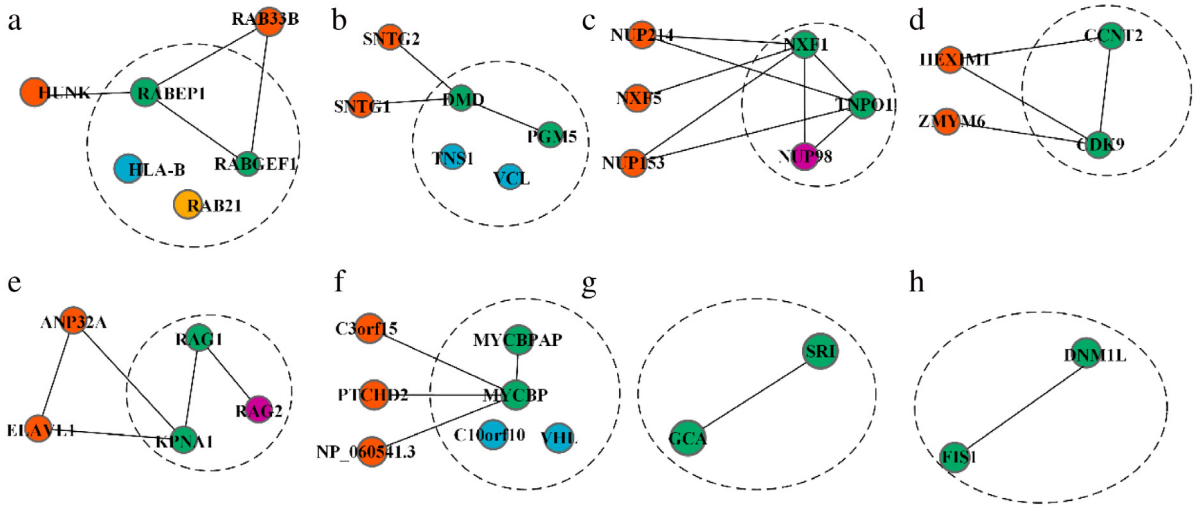 a
RAB33B
HUNK
RABEP1
HLA-B
RABGEF1
RAB21
b
SNTG2
SNTG1
DMD
PGM5
TNS1
VCL
c
NUP214
NXF1
NXF5
TNPO1
NUP153
NUP98
d
CCNT2
HEXIM1
ZMYM6
CDK9
e
ANP32A
RAG1
RAG2
ELAVL1
KPNA1
f
C3orf15
MYCBPAP
PTCHD2
MYCBP
C10orf10
VHL
NP_060541.3
g
SRI
GCA
h
DNM1L
FIS1